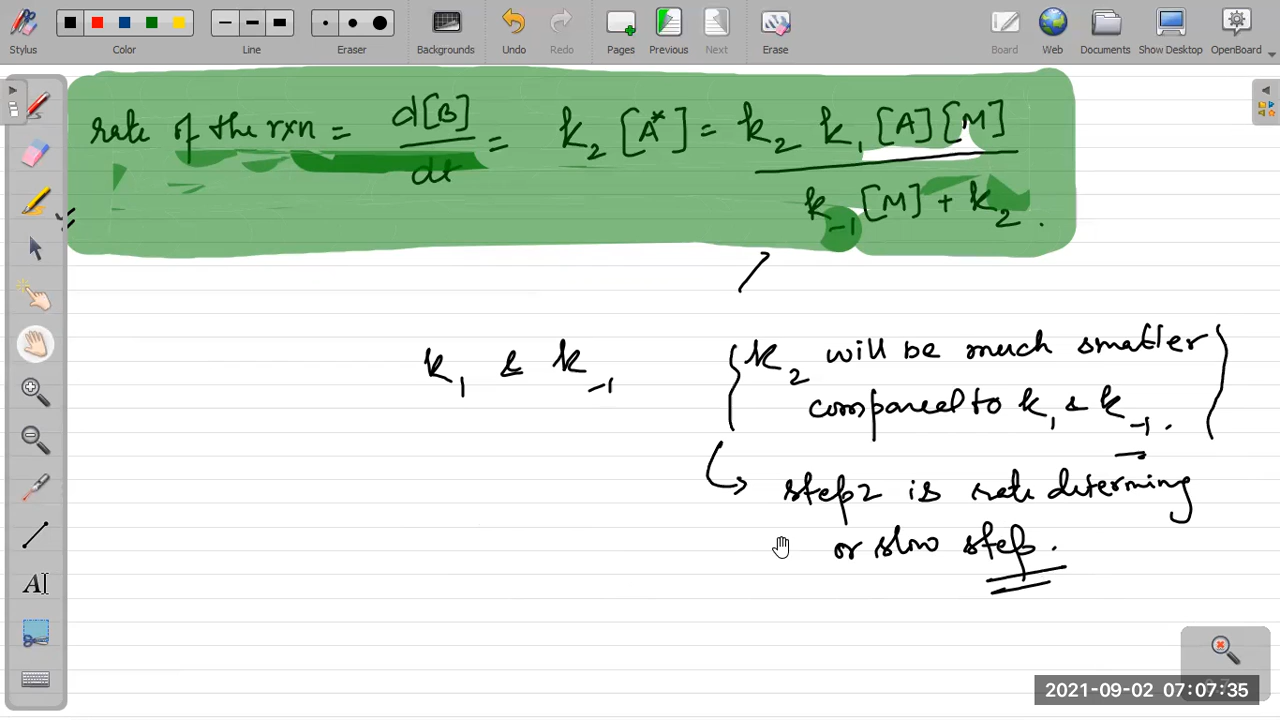 Stylus
Color
Line
Eraser
Backgrounds
Undo
Redo
Pages
Previous
Next
Erase
Board
Web
Documents
Show Desktop
OpenBoard
rate of the rxn = d[B]/dt = k₂ [A*] = k₂ k₁ [A][M] / k₋₁ [M] + k₂ .
k₁ & k₋₁
k₂ will be much smaller
compared to k₁ & k₋₁ .
step 2 is rate determing
or slow step .
2021-09-02 07:07:35